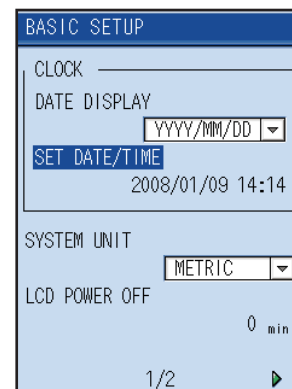 BASIC SETUP
CLOCK
DATE DISPLAY
YYYY/MM/DD
SET DATE/TIME
2008/01/09 14:14
SYSTEM UNIT
METRIC
LCD POWER OFF
0 min
1/2